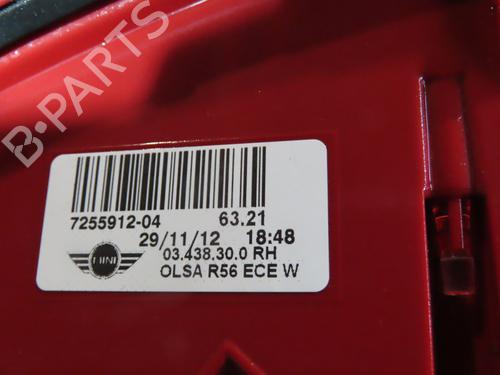 B-PARTS
7255912-04 63.21
29/11/12 18:48
03.438.30.0 RH
MINI
OLSA R56 ECE W